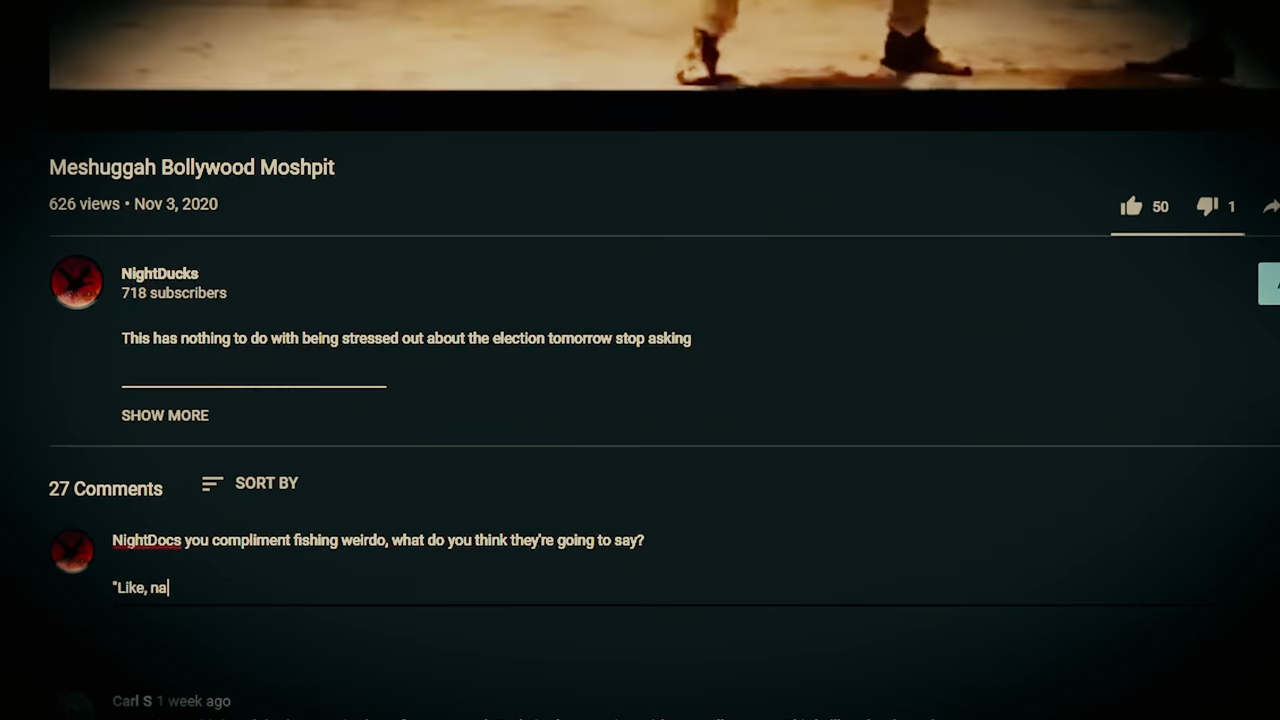 Meshuggah Bollywood Moshpit
626 views • Nov 3, 2020
50
1
NightDucks
718 subscribers
This has nothing to do with being stressed out about the election tomorrow stop asking
SHOW MORE
27 Comments
SORT BY
NightDocs you compliment fishing weirdo, what do you think they're going to say?
"Like, na
Carl S 1 week ago